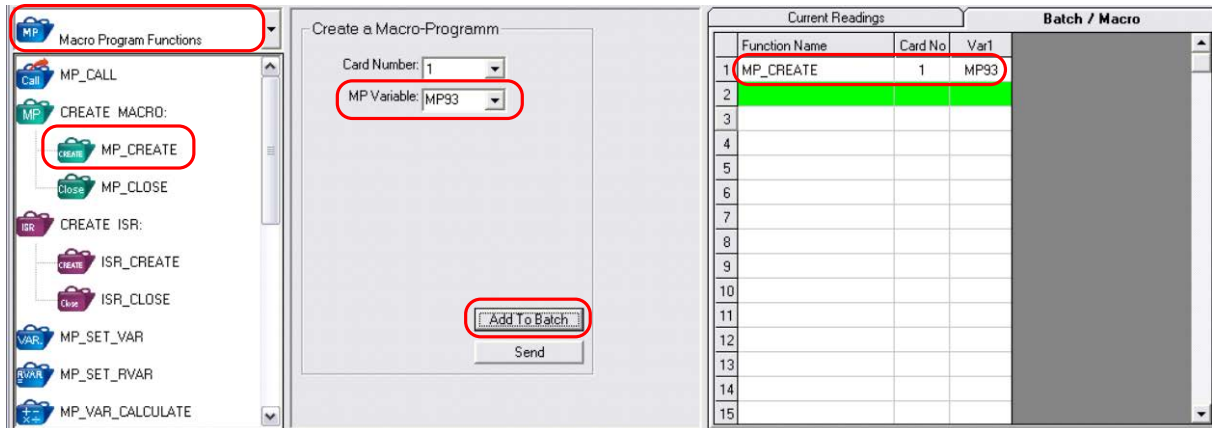 MP
Macro Program Functions
Call
MP_CALL
MP
CREATE MACRO:
CREATE
MP_CREATE
Close
MP_CLOSE
ISR
CREATE ISR:
CREATE
ISR_CREATE
Close
ISR_CLOSE
VAR.
MP_SET_VAR
RVAR
MP_SET_RVAR
MP_VAR_CALCULATE
Create a Macro-Programm
Card Number: 1
MP Variable: MP93
Add To Batch
Send
Current Readings
Batch / Macro
Function Name Card No Var1
1 MP_CREATE 1 MP93
2
3
4
5
6
7
8
9
10
11
12
13
14
15